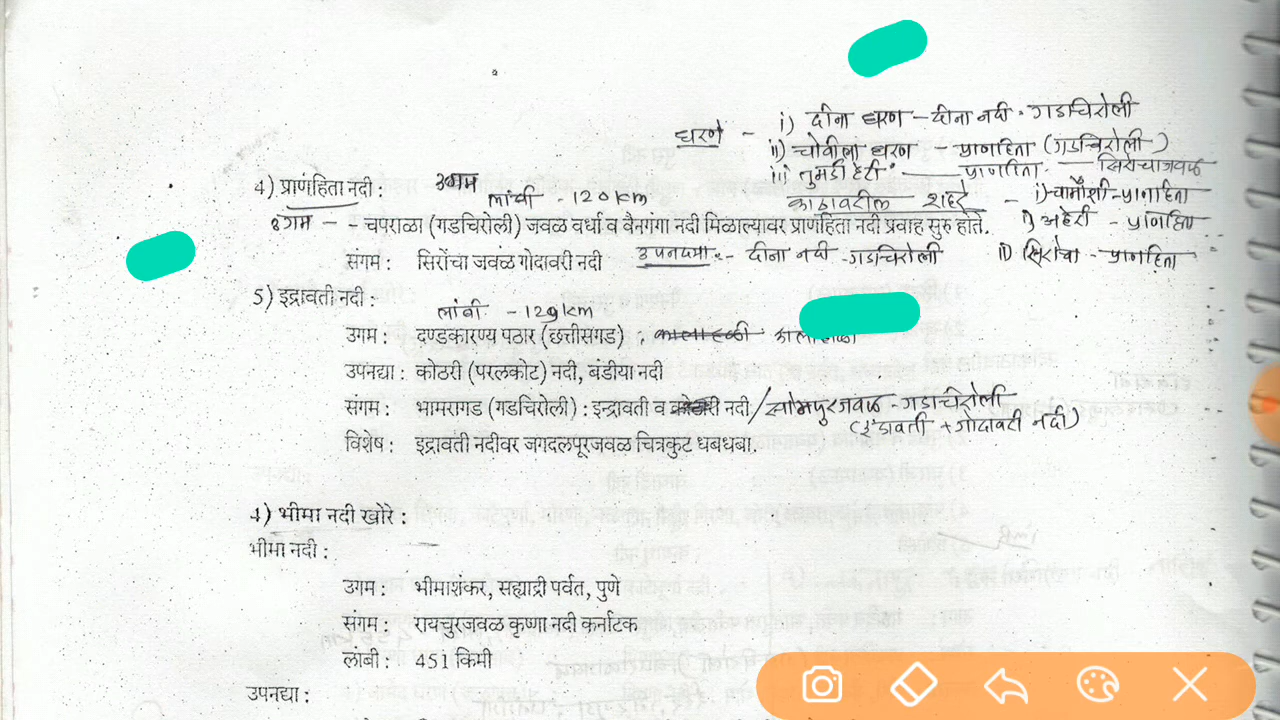 धरणे - i) दीना धरण - दीना नदी - गडचिरोली
ii) चोवीला धरण - प्राणहिता (गडचिरोली)
iii) तुमडी हेटी - प्राणहिता - सिरोंचाजवळ
4) प्राणहिता नदी : उगम
लांबी - 120 km
काठावरील शहरे - i) चामोर्शी - प्राणहिता
उगम - - चपराळा (गडचिरोली) जवळ वर्धा व वैनगंगा नदी मिळाल्यावर प्राणहिता नदी प्रवाह सुरु होते. ii) अहेरी - प्राणहिता
संगम : सिरोंचा जवळ गोदावरी नदी उपनद्या :- दीना नदी - गडचिरोली ii) सिरोंचा - प्राणहिता
5) इंद्रावती नदी :
लांबी - 129 km
उगम : दण्डकारण्य पठार (छत्तीसगड) :
उपनद्या : कोठरी (परलकोट) नदी, बंडीया नदी
संगम : भामरागड (गडचिरोली) : इन्द्रावती व नदी / सोमपुरजवळ - गडचिरोली
(इंद्रावती + गोदावरी नदी)
विशेष : इंद्रावती नदीवर जगदलपूरजवळ चित्रकुट धबधबा.
4) भीमा नदी खोरे :
भीमा नदी :
उगम : भीमाशंकर, सह्याद्री पर्वत, पुणे
संगम : रायचुरजवळ कृष्णा नदी कर्नाटक
लांबी : 451 किमी
उपनद्या :